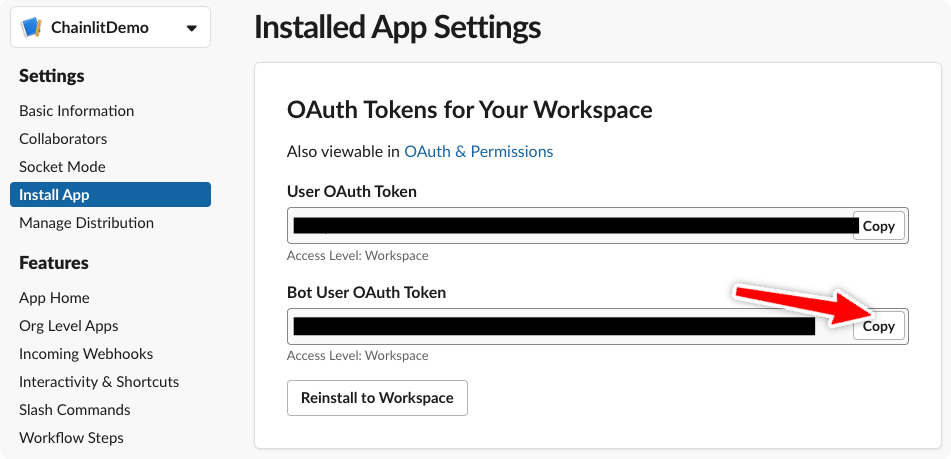 ChainlitDemo
Settings
Basic Information
Collaborators
Socket Mode
Install App
Manage Distribution
Features
App Home
Org Level Apps
Incoming Webhooks
Interactivity & Shortcuts
Slash Commands
Workflow Steps
Installed App Settings
OAuth Tokens for Your Workspace
Also viewable in OAuth & Permissions
User OAuth Token
Copy
Access Level: Workspace
Bot User OAuth Token
Copy
Access Level: Workspace
Reinstall to Workspace